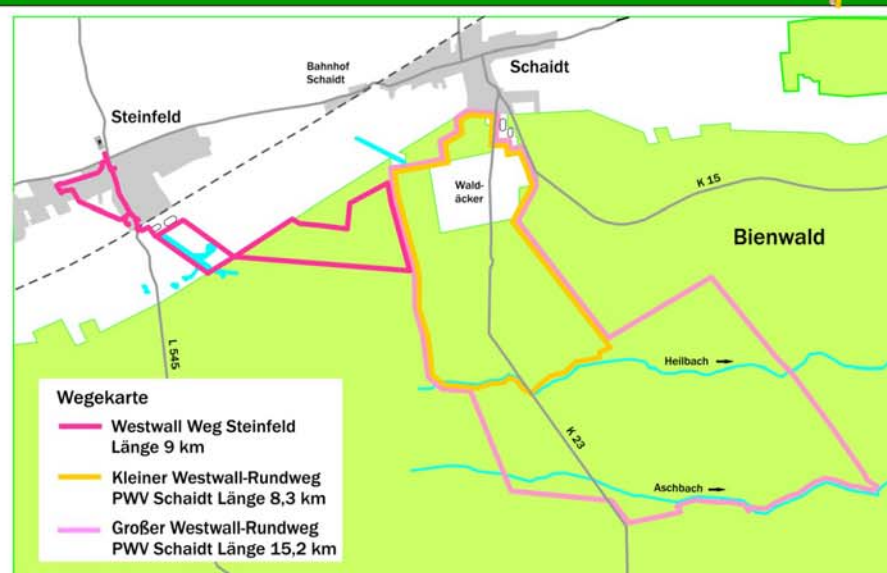 Bahnhof
Schaidt
Schaidt
Steinfeld
Wald-
äcker
K 15
Bienwald
L 545
Heilbach
K 23
Aschbach
Wegekarte
Westwall Weg Steinfeld
Länge 9 km
Kleiner Westwall-Rundweg
PWV Schaidt Länge 8,3 km
Großer Westwall-Rundweg
PWV Schaidt Länge 15,2 km